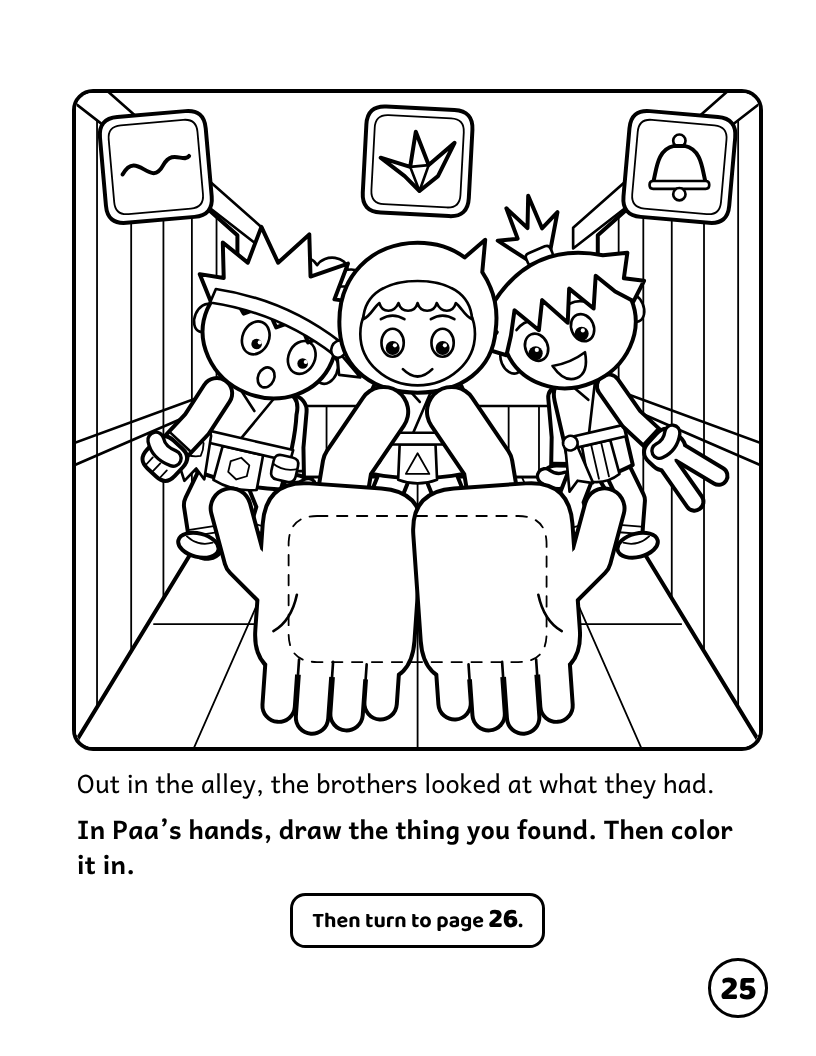 Out in the alley, the brothers looked at what they had.
In Paa’s hands, draw the thing you found. Then color
it in.
Then turn to page 26.
25